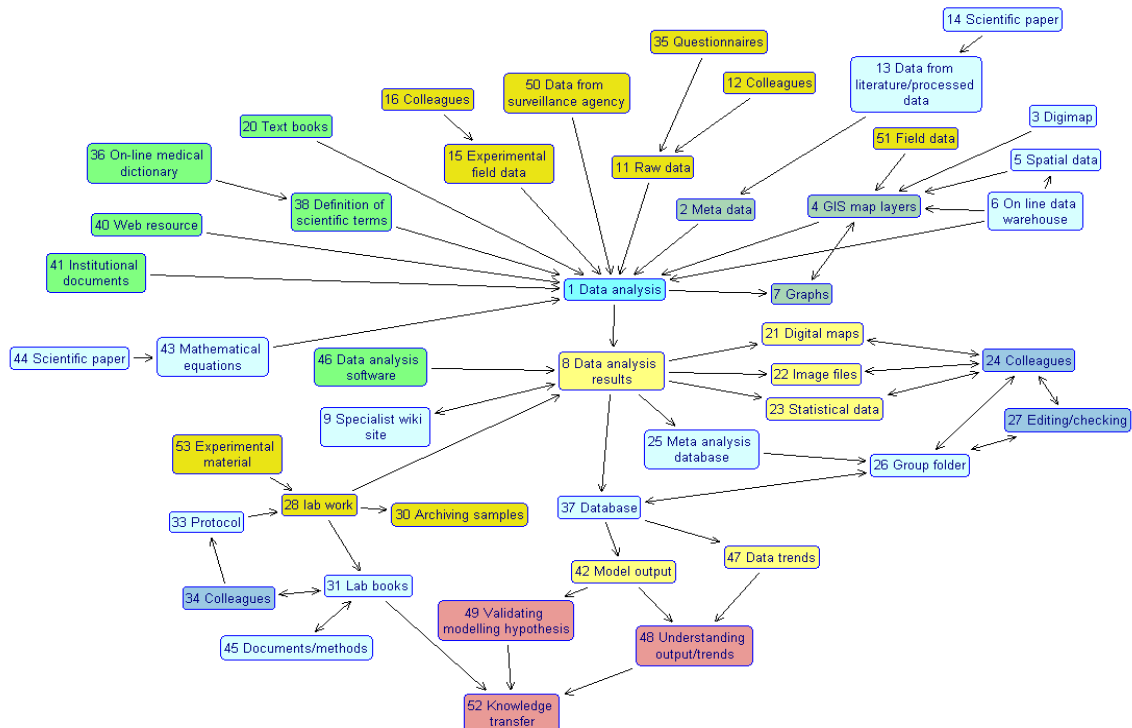 14 Scientific paper
35 Questionnaires
13 Data from
literature/processed
data
50 Data from
surveillance agency
12 Colleagues
16 Colleagues
3 Digimap
20 Text books
51 Field data
36 On-line medical
dictionary
15 Experimental
field data
11 Raw data
5 Spatial data
38 Definition of
scientific terms
2 Meta data
4 GIS map layers
6 On line data
warehouse
40 Web resource
41 Institutional
documents
1 Data analysis
7 Graphs
44 Scientific paper
43 Mathematical
equations
46 Data analysis
software
8 Data analysis
results
21 Digital maps
22 Image files
23 Statistical data
24 Colleagues
9 Specialist wiki
site
27 Editing/checking
25 Meta analysis
database
26 Group folder
53 Experimental
material
28 lab work
30 Archiving samples
37 Database
33 Protocol
47 Data trends
42 Model output
34 Colleagues
31 Lab books
49 Validating
modelling hypothesis
45 Documents/methods
48 Understanding
output/trends
52 Knowledge
transfer